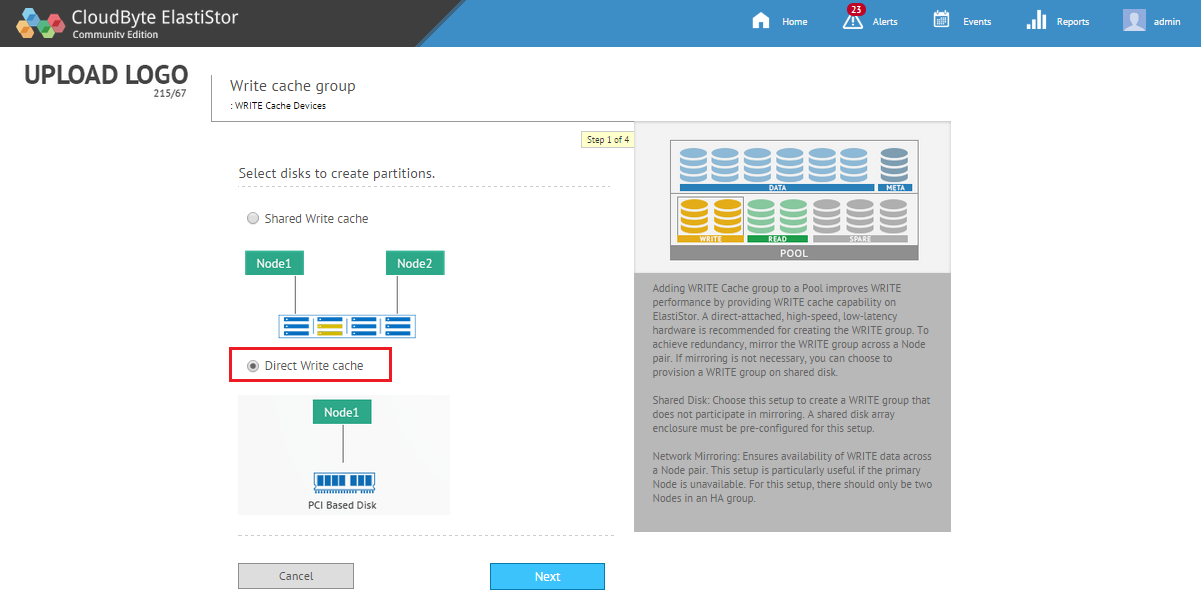 CloudByte ElastiStor
Community Edition
Home
23
Alerts
Events
Reports
admin
UPLOAD LOGO
215/67
Write cache group
: WRITE Cache Devices
Step 1 of 4
Select disks to create partitions.
Shared Write cache
Node1
Node2
Direct Write cache
Node1
PCI Based Disk
Cancel
Next
DATA
META
WRITE
READ
SPARE
POOL
Adding WRITE Cache group to a Pool improves WRITE
performance by providing WRITE cache capability on
ElastiStor. A direct-attached, high-speed, low-latency
hardware is recommended for creating the WRITE group. To
achieve redundancy, mirror the WRITE group across a Node
pair. If mirroring is not necessary, you can choose to
provision a WRITE group on shared disk.
Shared Disk: Choose this setup to create a WRITE group that
does not participate in mirroring. A shared disk array
enclosure must be pre-configured for this setup.
Network Mirroring: Ensures availability of WRITE data across
a Node pair. This setup is particularly useful if the primary
Node is unavailable. For this setup, there should only be two
Nodes in an HA group.